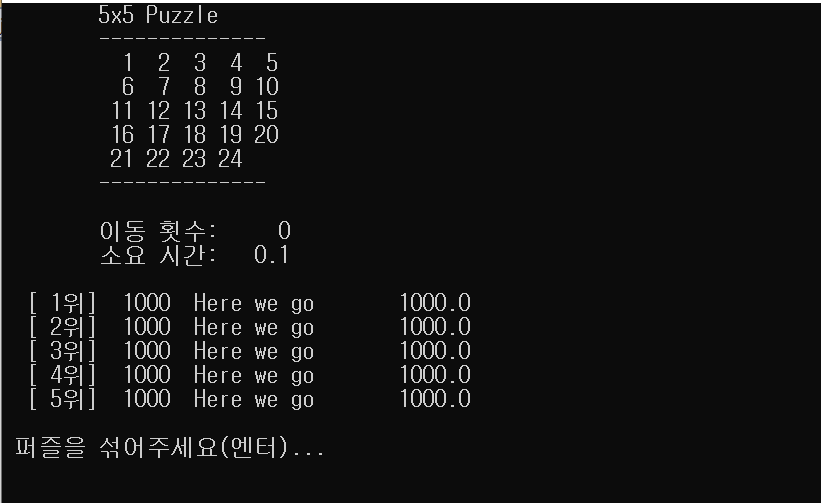 5x5 Puzzle
--------------
1 2 3 4 5
6 7 8 9 10
11 12 13 14 15
16 17 18 19 20
21 22 23 24
--------------
이동 횟수: 0
소요 시간: 0.1
[ 1위] 1000 Here we go 1000.0
[ 2위] 1000 Here we go 1000.0
[ 3위] 1000 Here we go 1000.0
[ 4위] 1000 Here we go 1000.0
[ 5위] 1000 Here we go 1000.0
퍼즐을 섞어주세요(엔터)...